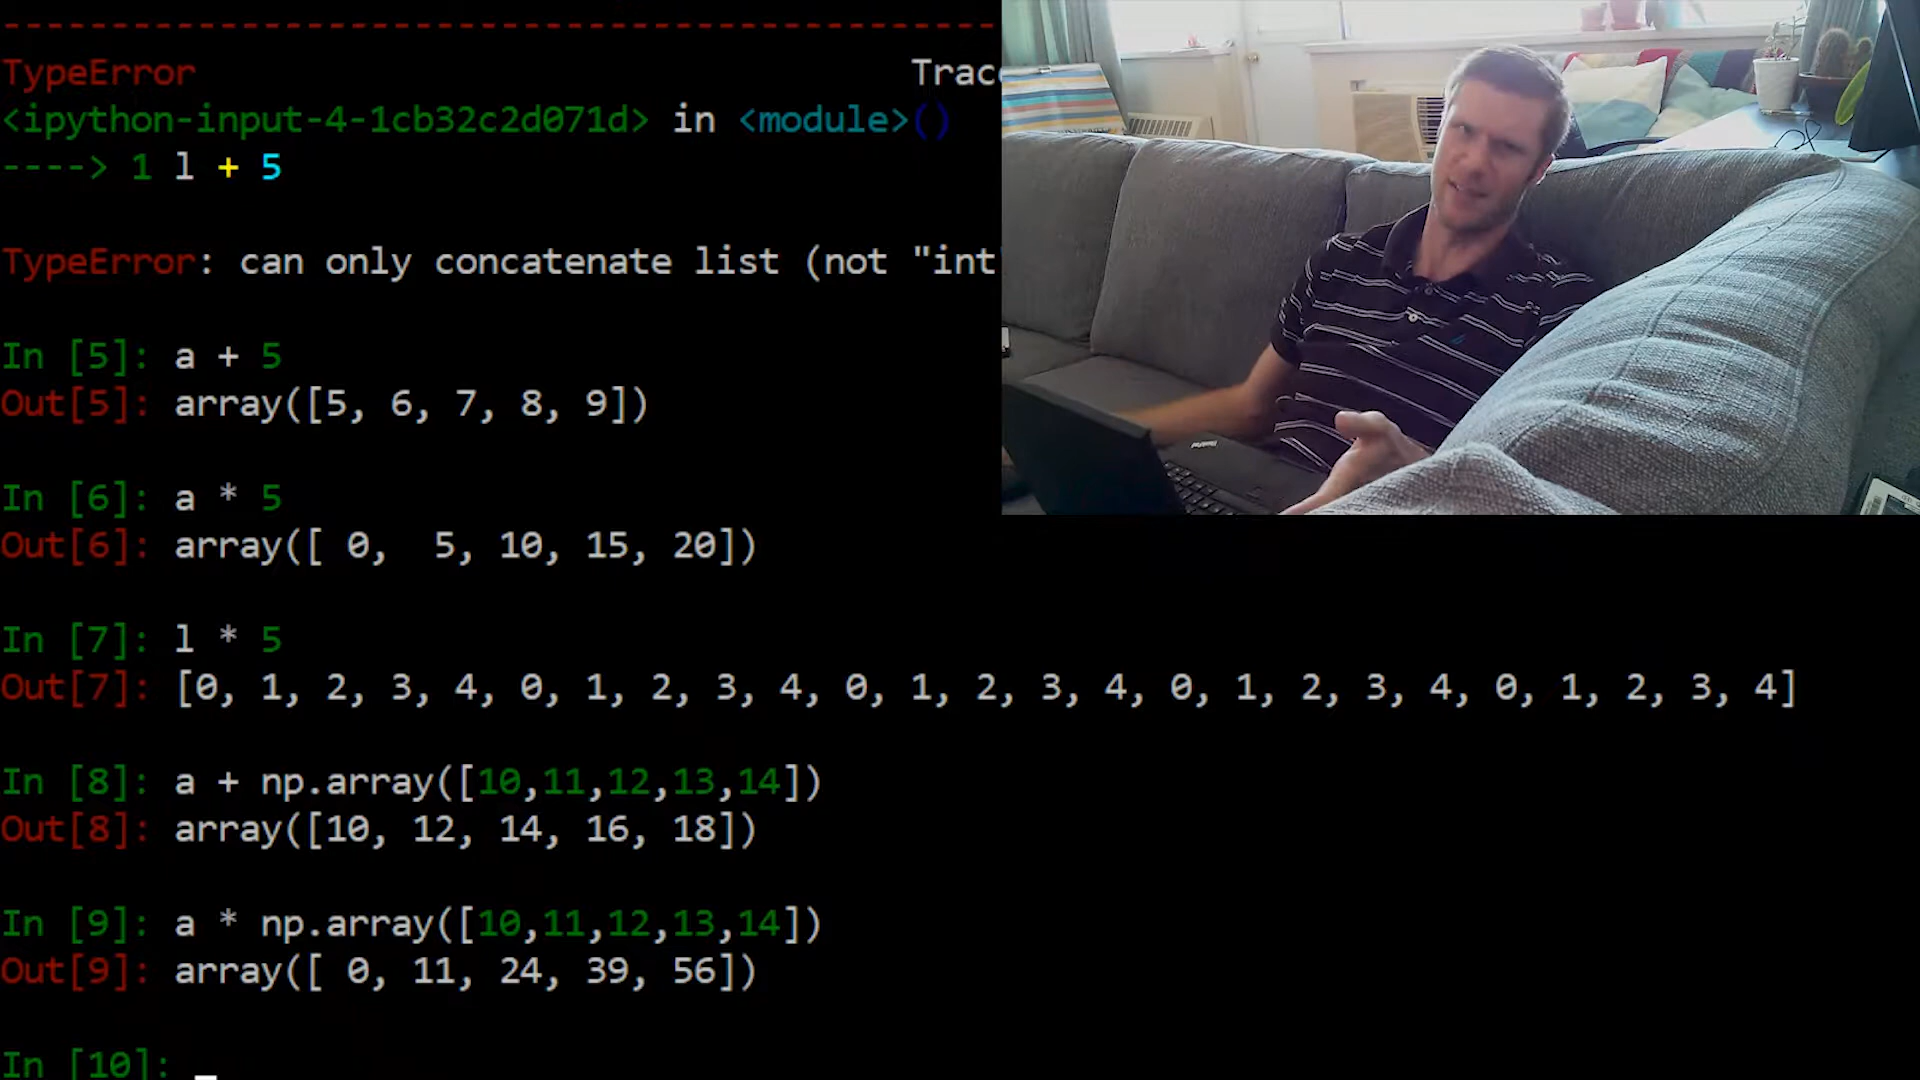 ---------------------------------------------
TypeError Trac
<ipython-input-4-1cb32c2d071d> in <module>()
----> 1 l + 5
TypeError: can only concatenate list (not "int
In [5]: a + 5
Out[5]: array([5, 6, 7, 8, 9])
In [6]: a * 5
Out[6]: array([ 0,  5, 10, 15, 20])
In [7]: l * 5
Out[7]: [0, 1, 2, 3, 4, 0, 1, 2, 3, 4, 0, 1, 2, 3, 4, 0, 1, 2, 3, 4, 0, 1, 2, 3, 4]
In [8]: a + np.array([10,11,12,13,14])
Out[8]: array([10, 12, 14, 16, 18])
In [9]: a * np.array([10,11,12,13,14])
Out[9]: array([ 0, 11, 24, 39, 56])
In [10]:
ThinkPad